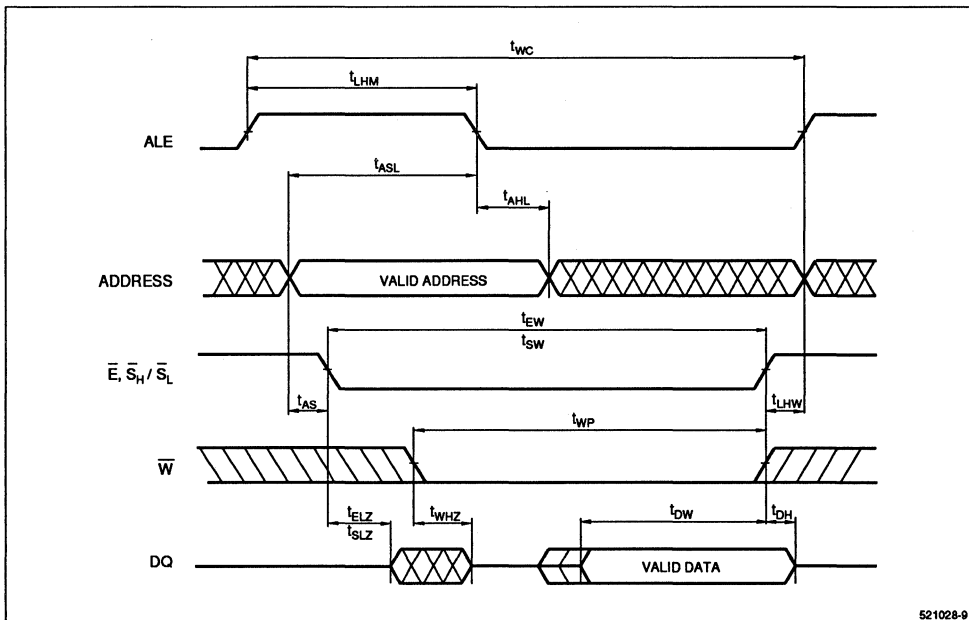 tWC
tLHM
ALE
tASL
tAHL
ADDRESS
VALID ADDRESS
tEW
tSW
E̅, S̅H / S̅L
tAS
tLHW
tWP
W̅
tELZ
tSLZ
tWHZ
tDW
tDH
DQ
VALID DATA
521028-9